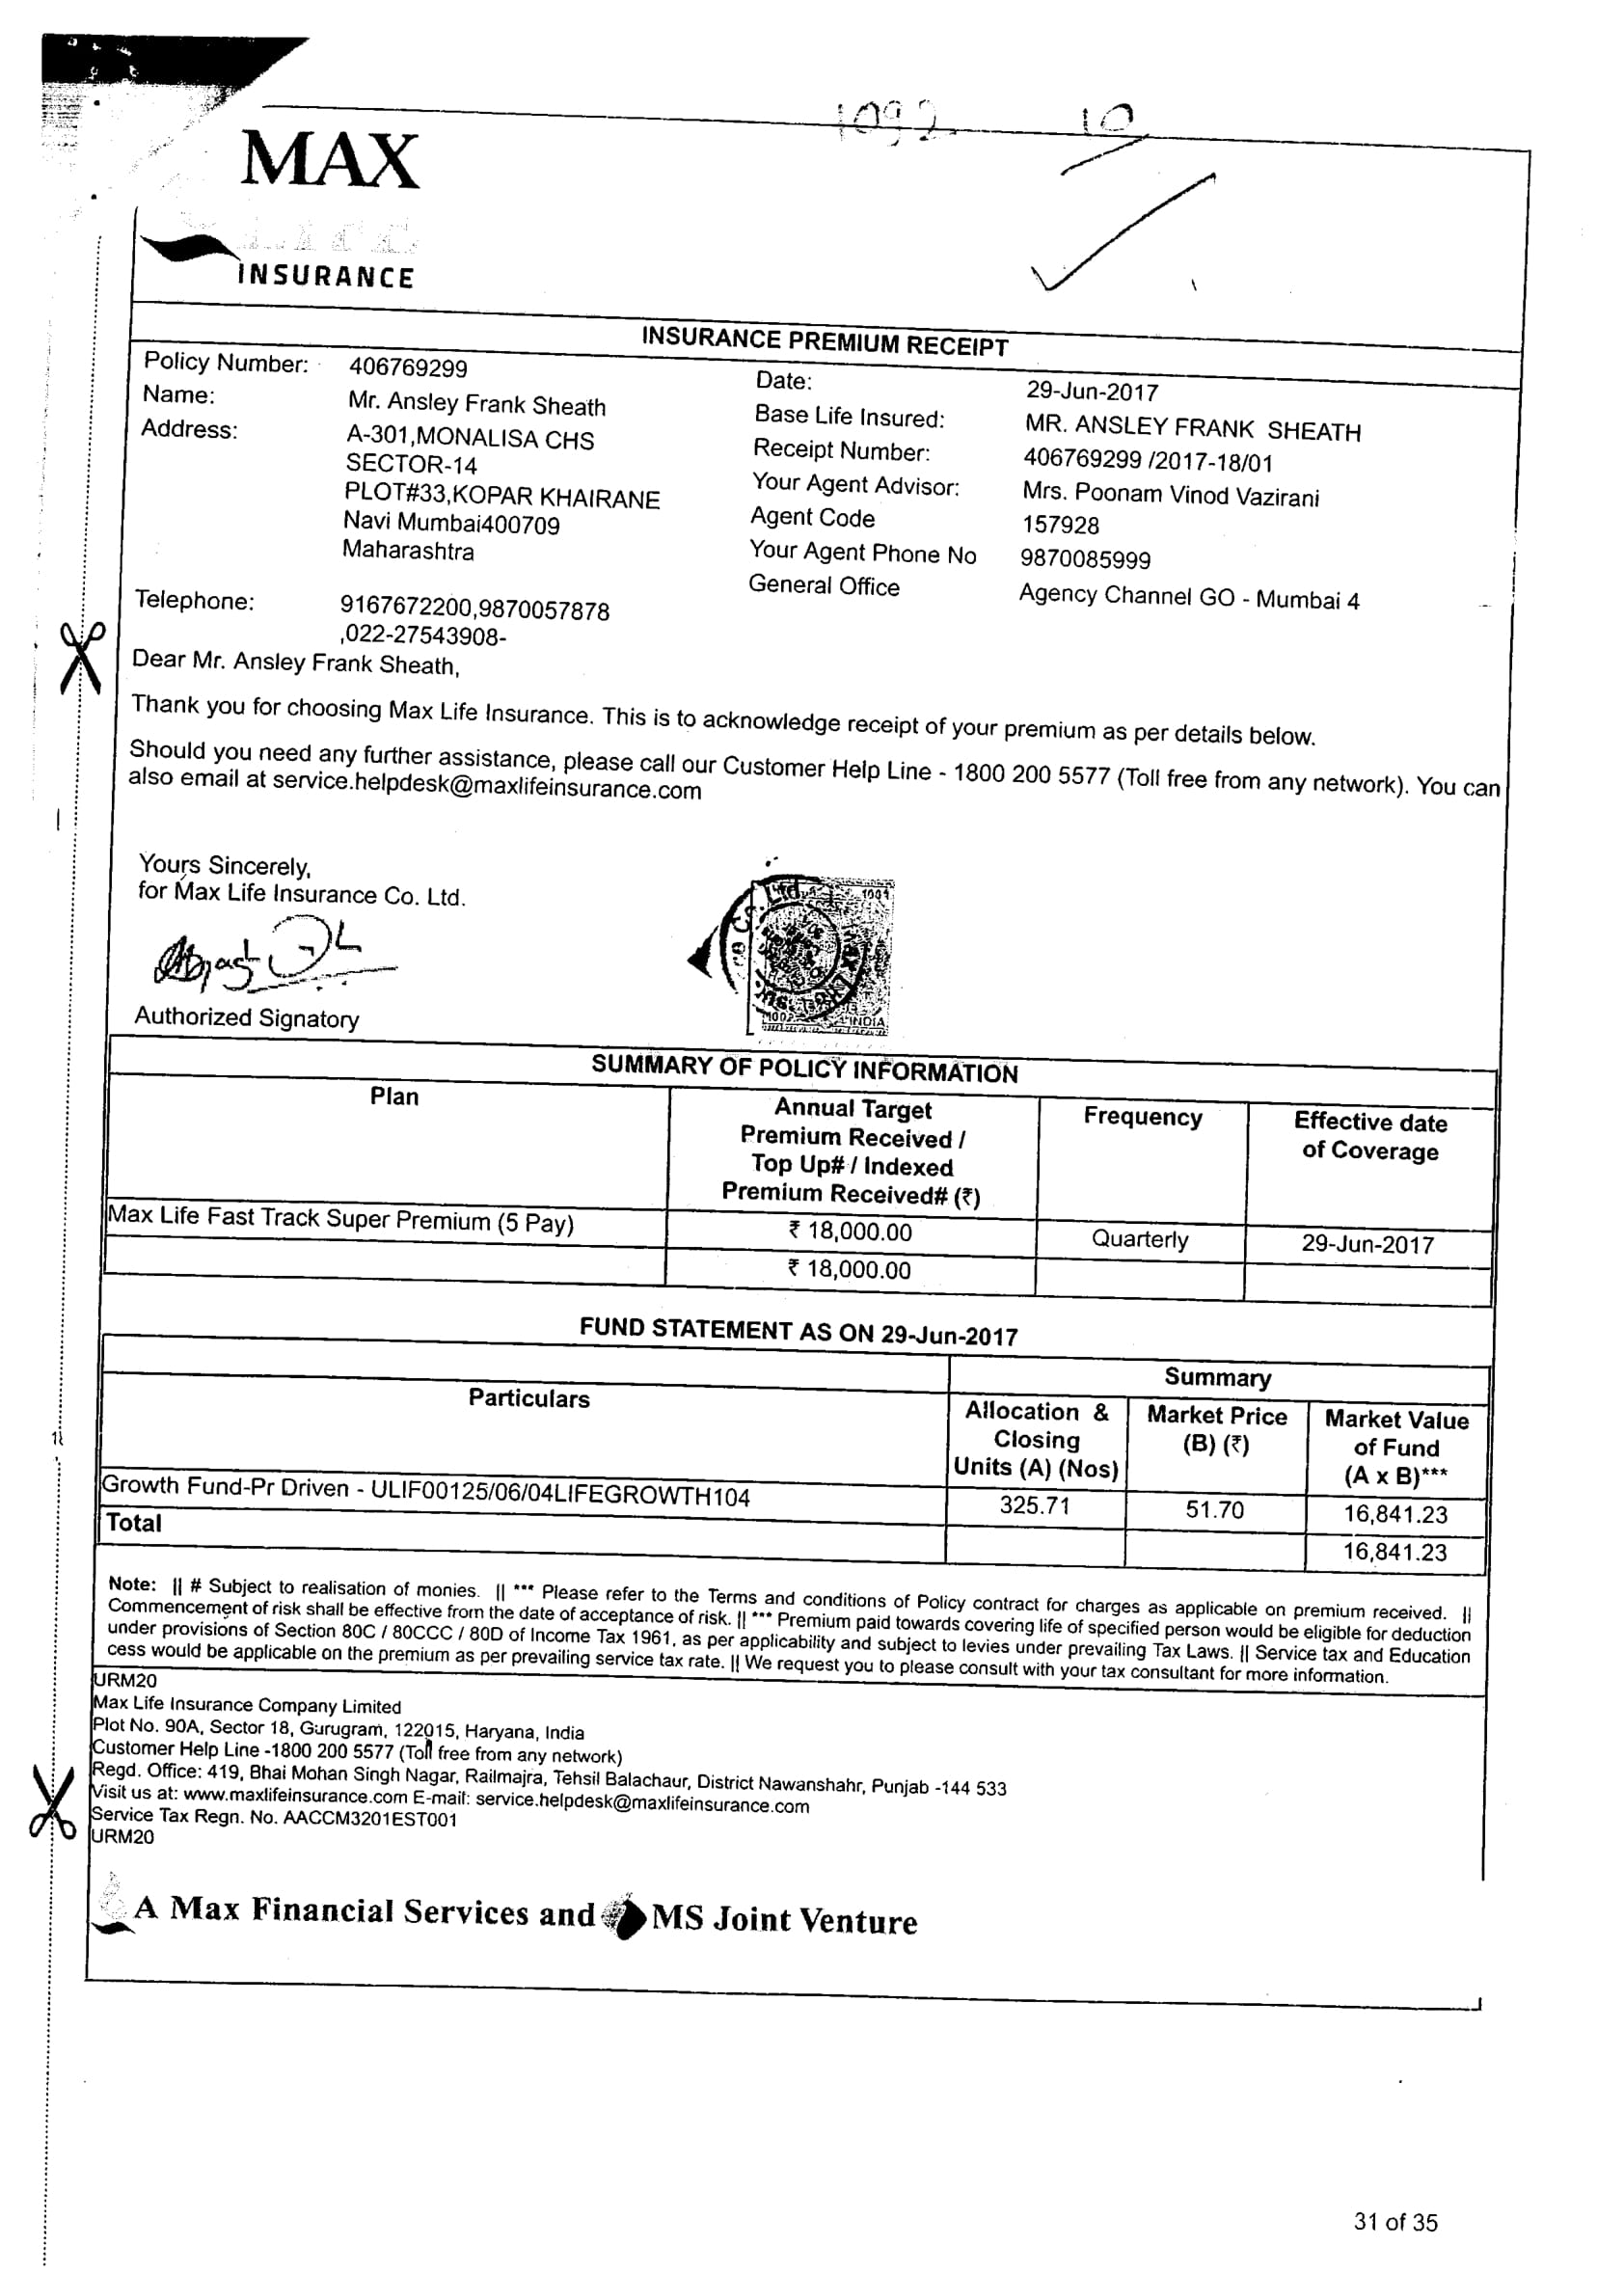 1092 10
MAX
LIFE
INSURANCE
INSURANCE PREMIUM RECEIPT
Policy Number: 406769299
Name: Mr. Ansley Frank Sheath
Address: A-301,MONALISA CHS
SECTOR-14
PLOT#33,KOPAR KHAIRANE
Navi Mumbai400709
Maharashtra
Telephone: 9167672200,9870057878
,022-27543908-
Date: 29-Jun-2017
Base Life Insured: MR. ANSLEY FRANK SHEATH
Receipt Number: 406769299 /2017-18/01
Your Agent Advisor: Mrs. Poonam Vinod Vazirani
Agent Code 157928
Your Agent Phone No 9870085999
General Office Agency Channel GO - Mumbai 4
Dear Mr. Ansley Frank Sheath,
Thank you for choosing Max Life Insurance. This is to acknowledge receipt of your premium as per details below.
Should you need any further assistance, please call our Customer Help Line - 1800 200 5577 (Toll free from any network). You can
also email at service.helpdesk@maxlifeinsurance.com
Yours Sincerely,
for Max Life Insurance Co. Ltd.
Authorized Signatory
Ltd
INDIA
SUMMARY OF POLICY INFORMATION
Plan
Annual Target
Premium Received /
Top Up# / Indexed
Premium Received# (₹)
Frequency
Effective date
of Coverage
Max Life Fast Track Super Premium (5 Pay) ₹ 18,000.00 Quarterly 29-Jun-2017
₹ 18,000.00
FUND STATEMENT AS ON 29-Jun-2017
Summary
Particulars
Allocation &
Closing
Units (A) (Nos)
Market Price
(B) (₹)
Market Value
of Fund
(A x B)***
Growth Fund-Pr Driven - ULIF00125/06/04LIFEGROWTH104 325.71 51.70 16,841.23
Total 16,841.23
Note: || # Subject to realisation of monies. || *** Please refer to the Terms and conditions of Policy contract for charges as applicable on premium received. ||
Commencement of risk shall be effective from the date of acceptance of risk. || *** Premium paid towards covering life of specified person would be eligible for deduction
under provisions of Section 80C / 80CCC / 80D of Income Tax 1961, as per applicability and subject to levies under prevailing Tax Laws. || Service tax and Education
cess would be applicable on the premium as per prevailing service tax rate. || We request you to please consult with your tax consultant for more information.
URM20
Max Life Insurance Company Limited
Plot No. 90A, Sector 18, Gurugram, 122015, Haryana, India
Customer Help Line -1800 200 5577 (Toll free from any network)
Regd. Office: 419, Bhai Mohan Singh Nagar, Railmajra, Tehsil Balachaur, District Nawanshahr, Punjab -144 533
Visit us at: www.maxlifeinsurance.com E-mail: service.helpdesk@maxlifeinsurance.com
Service Tax Regn. No. AACCM3201EST001
URM20
A Max Financial Services and MS Joint Venture
31 of 35